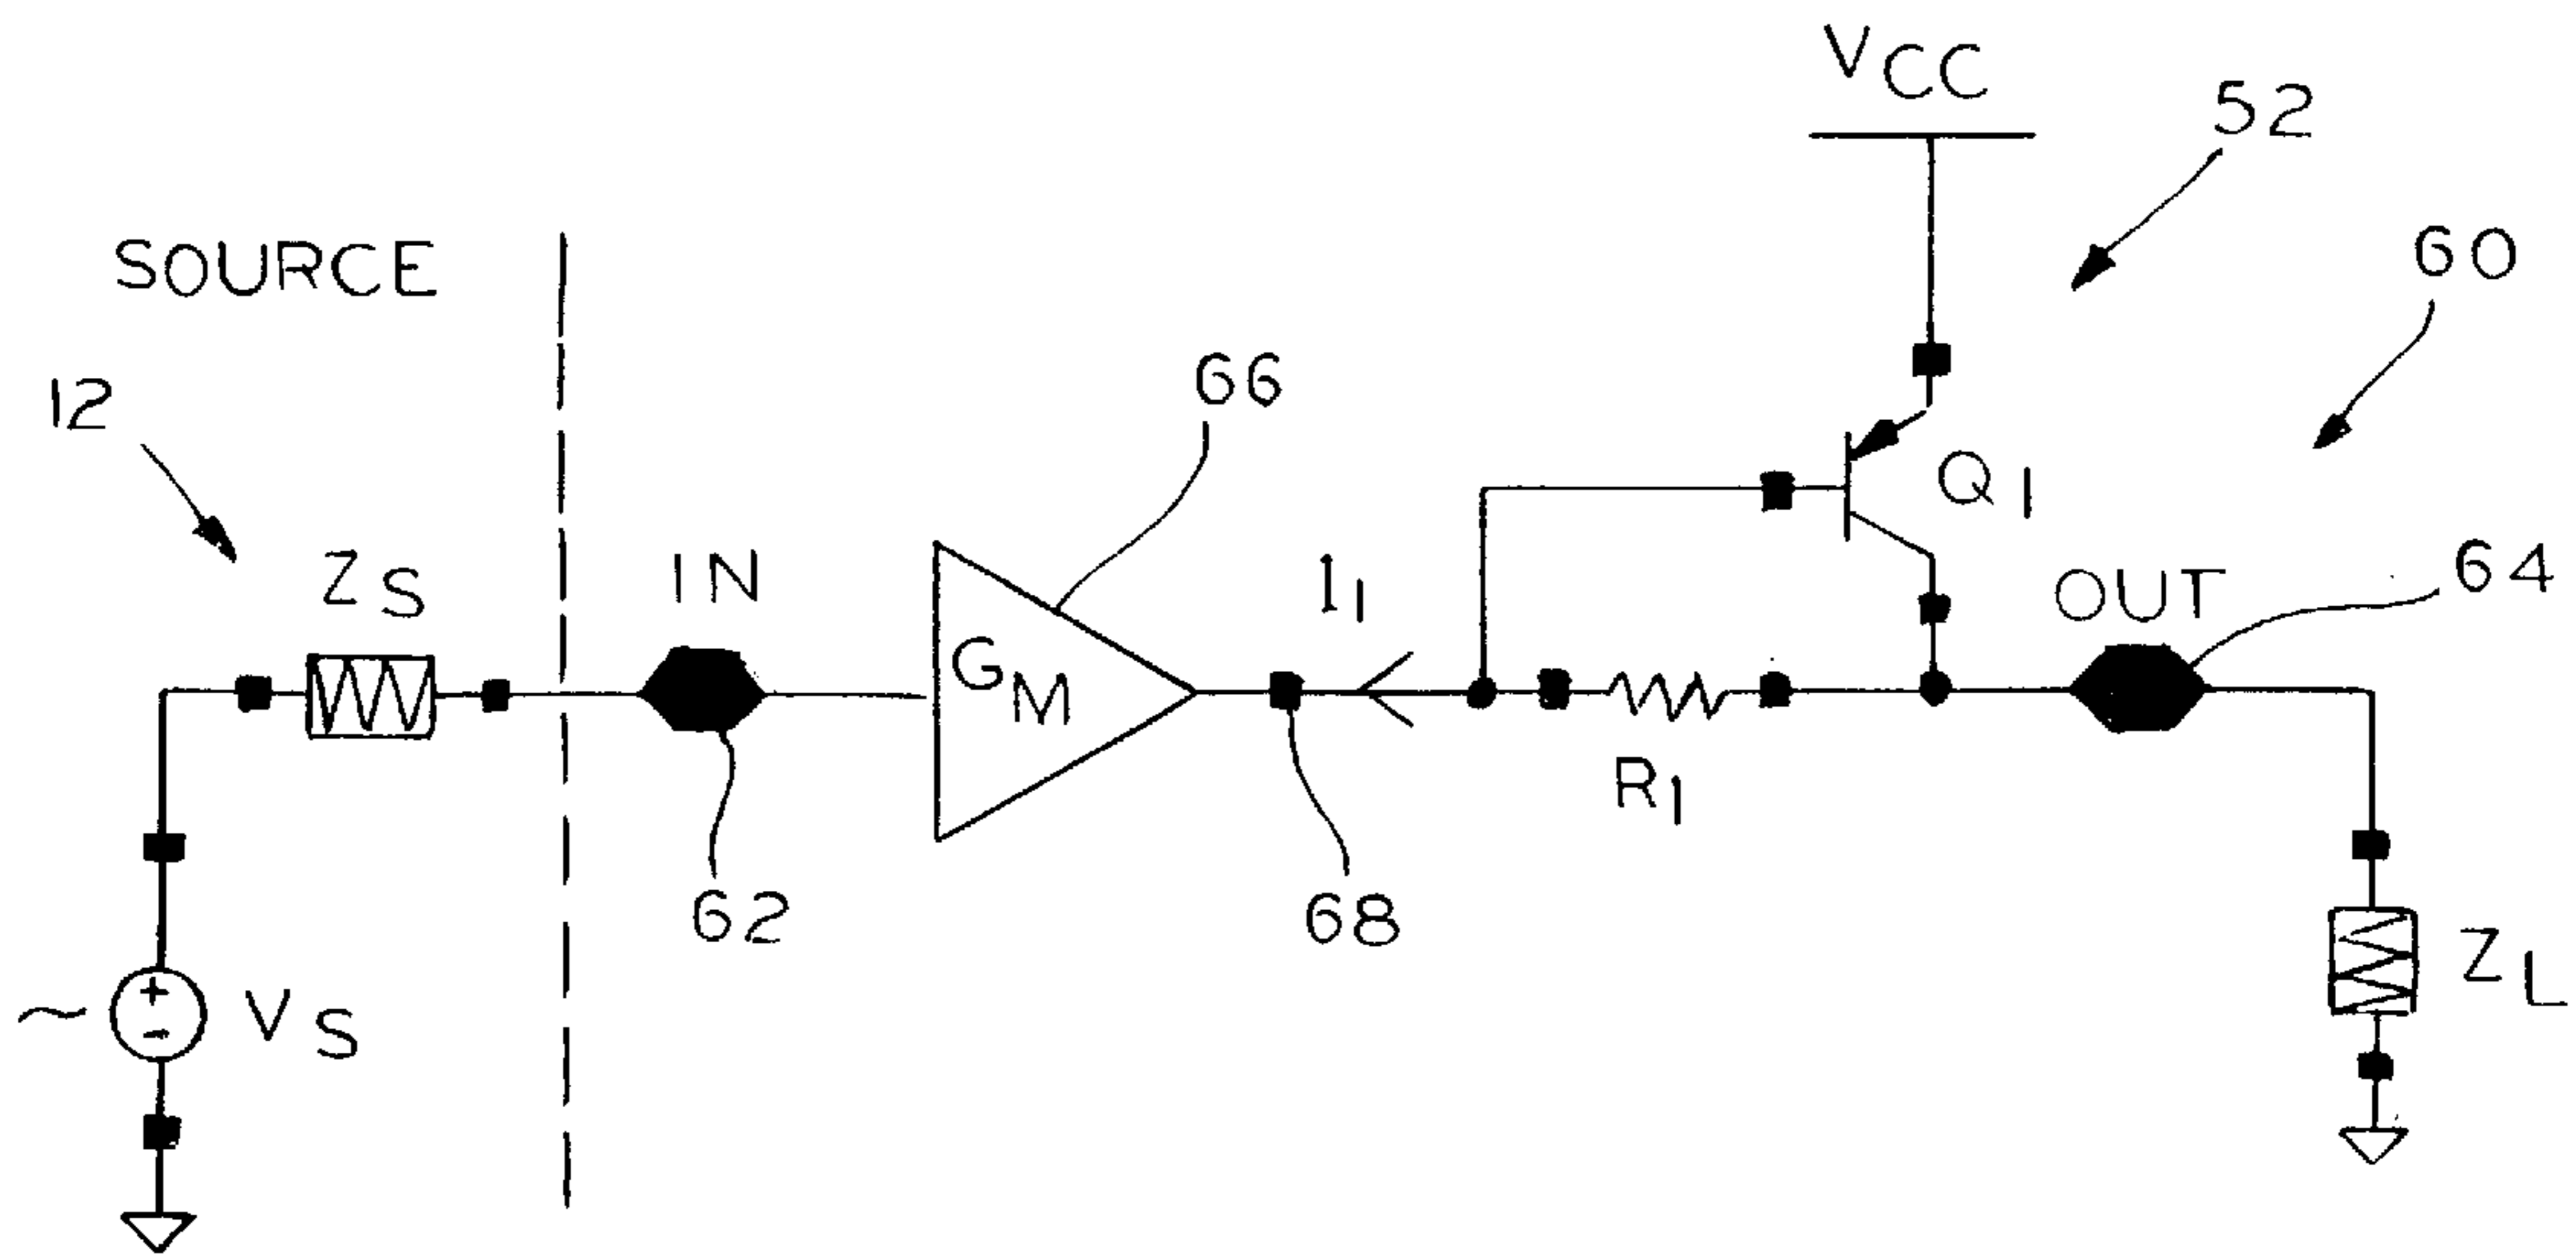 VCC
52
SOURCE
60
66
12
Q1
ZS
IN
I1
OUT
64
GM
R1
62
68
ZL
~
+
-
VS